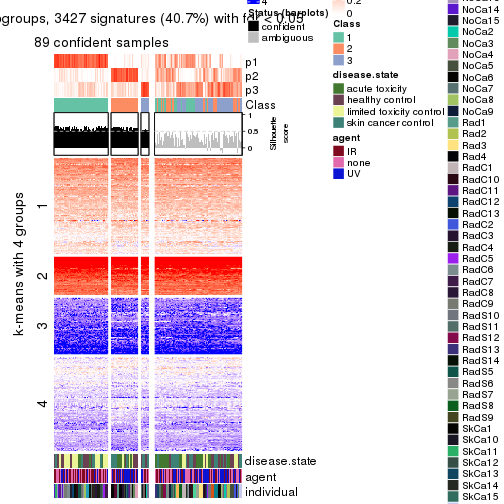 groups, 3427 signatures (40.7%) with fdr < 0.05
89 confident samples
p1
p2
p3
Class
1
0.5
0
Silhouette
score
k-means with 4 groups
1
2
3
4
disease.state
agent
individual
4
Status (barplots)
confident
ambiguous
0.2
0
Class
1
2
3
disease.state
acute toxicity
healthy control
limited toxicity control
skin cancer control
agent
IR
none
UV
NoCa14
NoCa15
NoCa2
NoCa3
NoCa4
NoCa5
NoCa6
NoCa7
NoCa8
NoCa9
Rad1
Rad2
Rad3
Rad4
RadC1
RadC10
RadC11
RadC12
RadC13
RadC2
RadC3
RadC4
RadC5
RadC6
RadC7
RadC8
RadC9
RadS10
RadS11
RadS12
RadS13
RadS14
RadS5
RadS6
RadS7
RadS8
RadS9
SkCa1
SkCa10
SkCa11
SkCa12
SkCa13
SkCa14